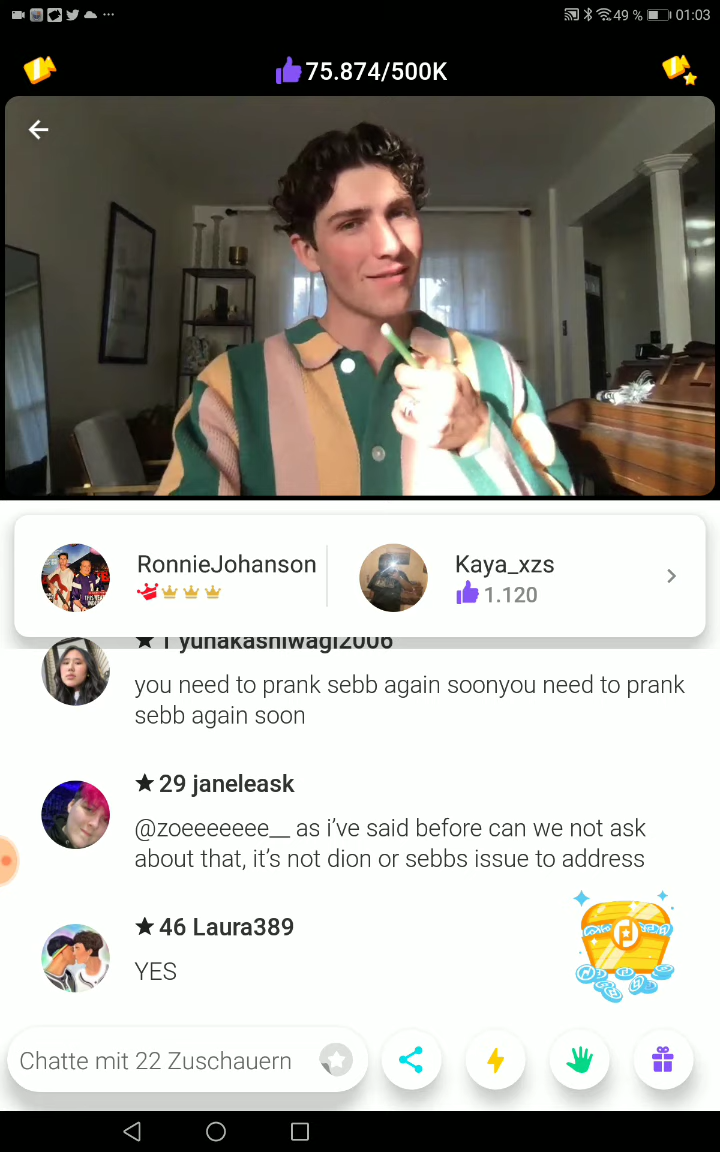 49 %
01:03
75.874/500K
RonnieJohanson
Kaya_xzs
1.120
1 yunakashiwagi2006
you need to prank sebb again soonyou need to prank
sebb again soon
29 janeleask
@zoeeeeeee__ as i've said before can we not ask
about that, it's not dion or sebbs issue to address
46 Laura389
YES
Chatte mit 22 Zuschauern